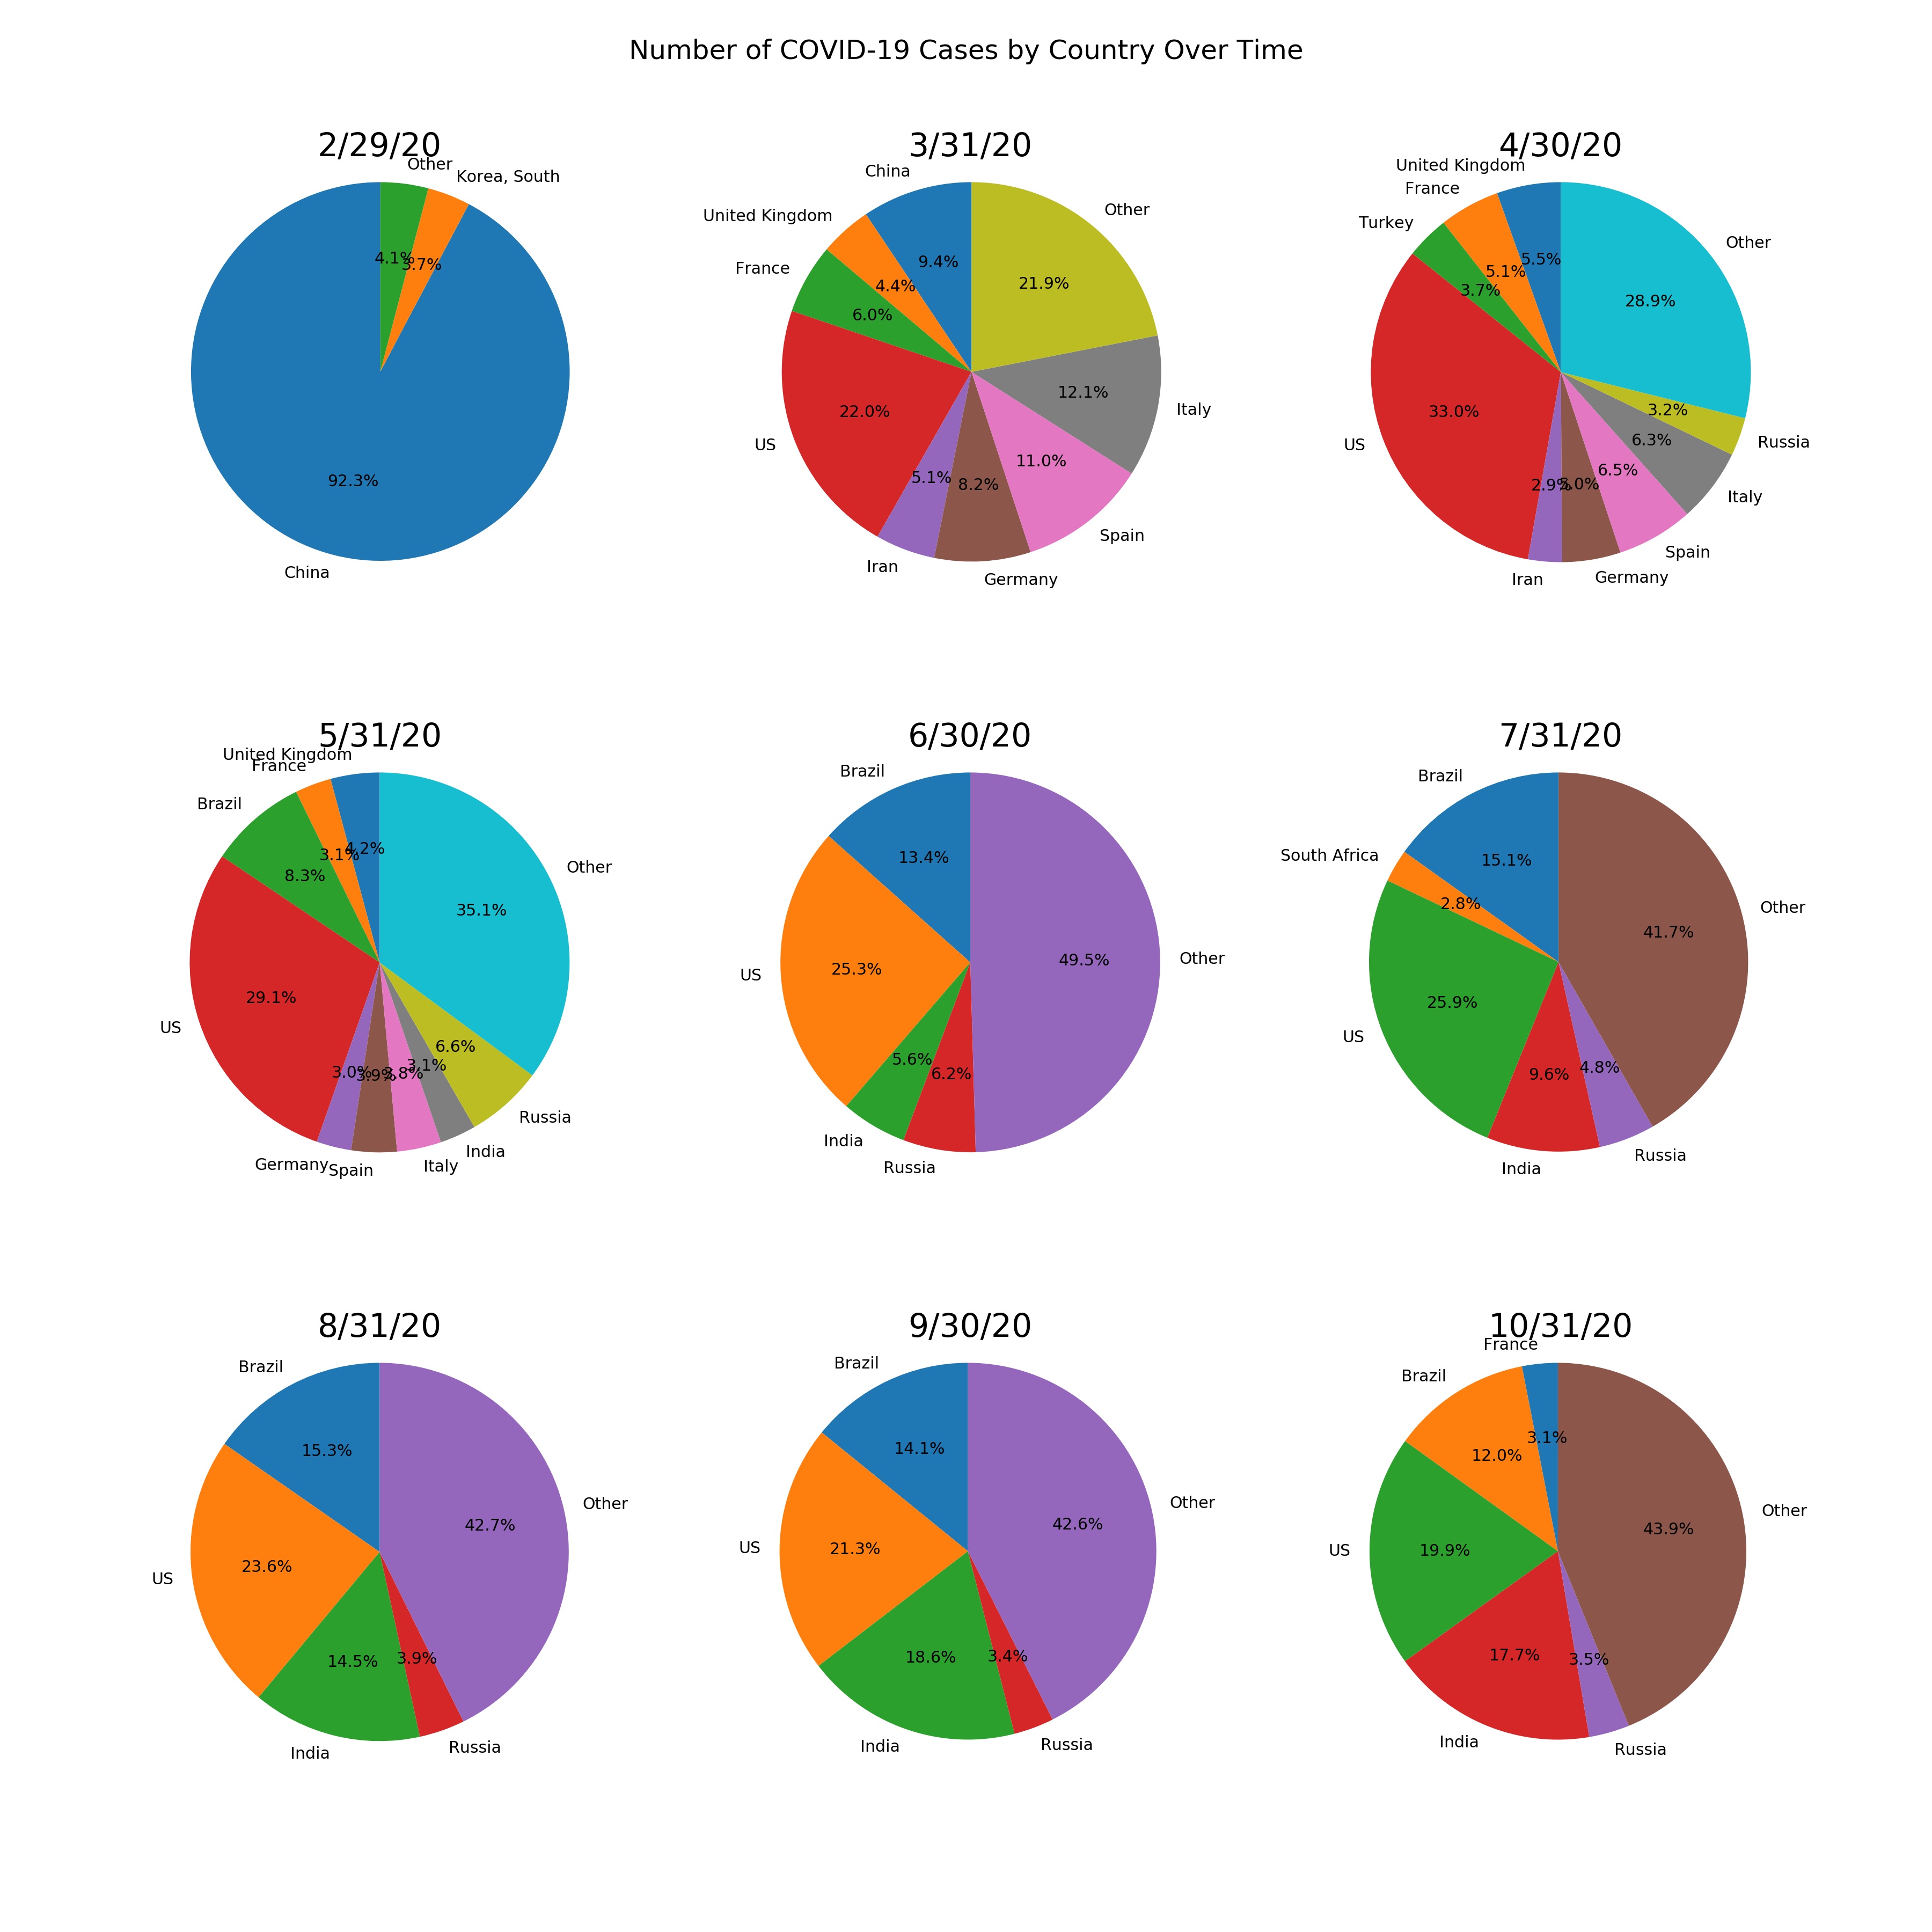 Number of COVID-19 Cases by Country Over Time
2/29/20
Other
Korea, South
4.1%
3.7%
92.3%
China
3/31/20
China
United Kingdom
Other
France
9.4%
21.9%
4.4%
6.0%
12.1%
22.0%
Italy
US
11.0%
5.1%
8.2%
Spain
Iran
Germany
4/30/20
United Kingdom
France
Turkey
Other
5.5%
5.1%
3.7%
28.9%
33.0%
3.2%
6.3%
US
Russia
6.5%
2.9%
5.0%
Italy
Spain
Iran
Germany
5/31/20
United Kingdom
France
Brazil
4.2%
3.1%
8.3%
Other
35.1%
29.1%
US
6.6%
3.1%
3.0%
3.9%
3.8%
Russia
India
Germany
Spain
Italy
6/30/20
Brazil
13.4%
25.3%
49.5%
Other
US
5.6%
6.2%
India
Russia
7/31/20
Brazil
South Africa
15.1%
2.8%
Other
41.7%
25.9%
US
9.6%
4.8%
India
Russia
8/31/20
Brazil
15.3%
Other
42.7%
23.6%
US
14.5%
3.9%
India
Russia
9/30/20
Brazil
14.1%
Other
42.6%
US
21.3%
18.6%
3.4%
India
Russia
10/31/20
France
Brazil
3.1%
12.0%
Other
43.9%
US
19.9%
17.7%
3.5%
India
Russia